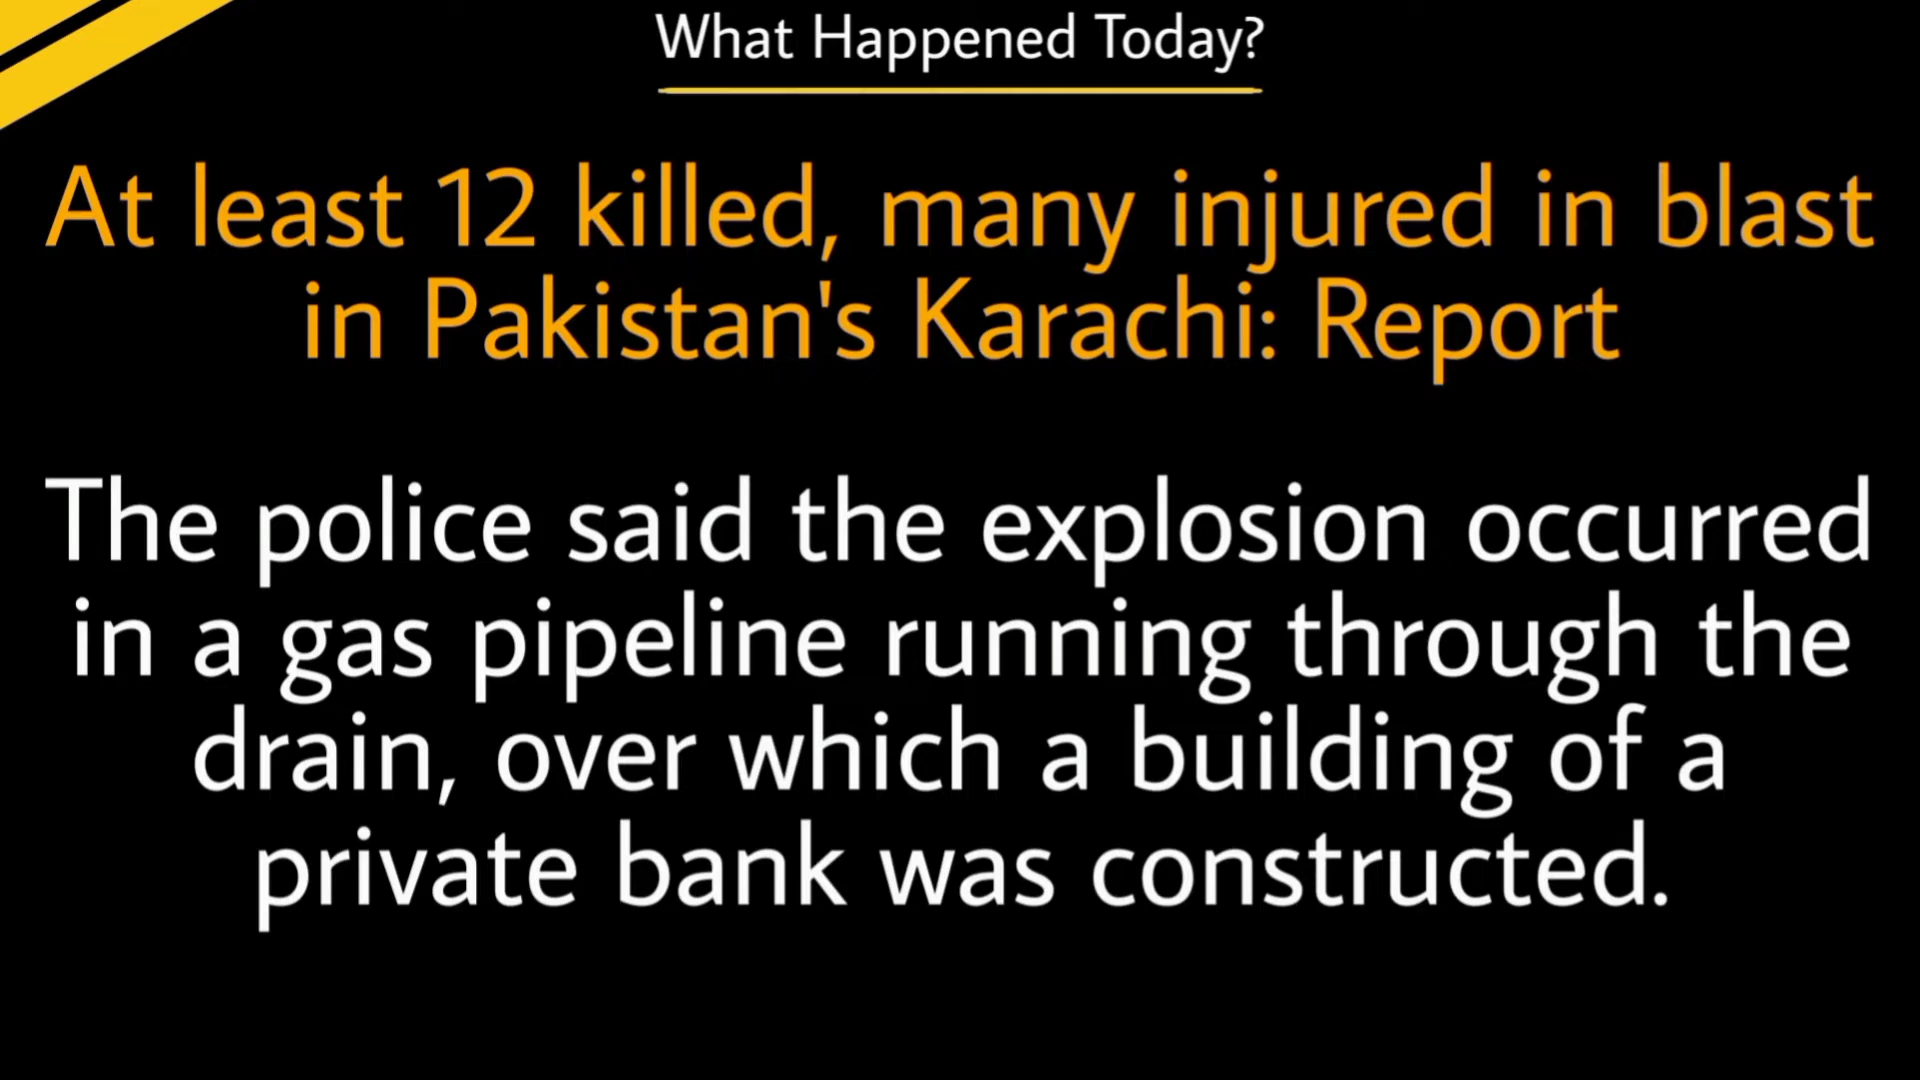 What Happened Today?
At least 12 killed, many injured in blast
in Pakistan's Karachi: Report
The police said the explosion occurred
in a gas pipeline running through the
drain, over which a building of a
private bank was constructed.